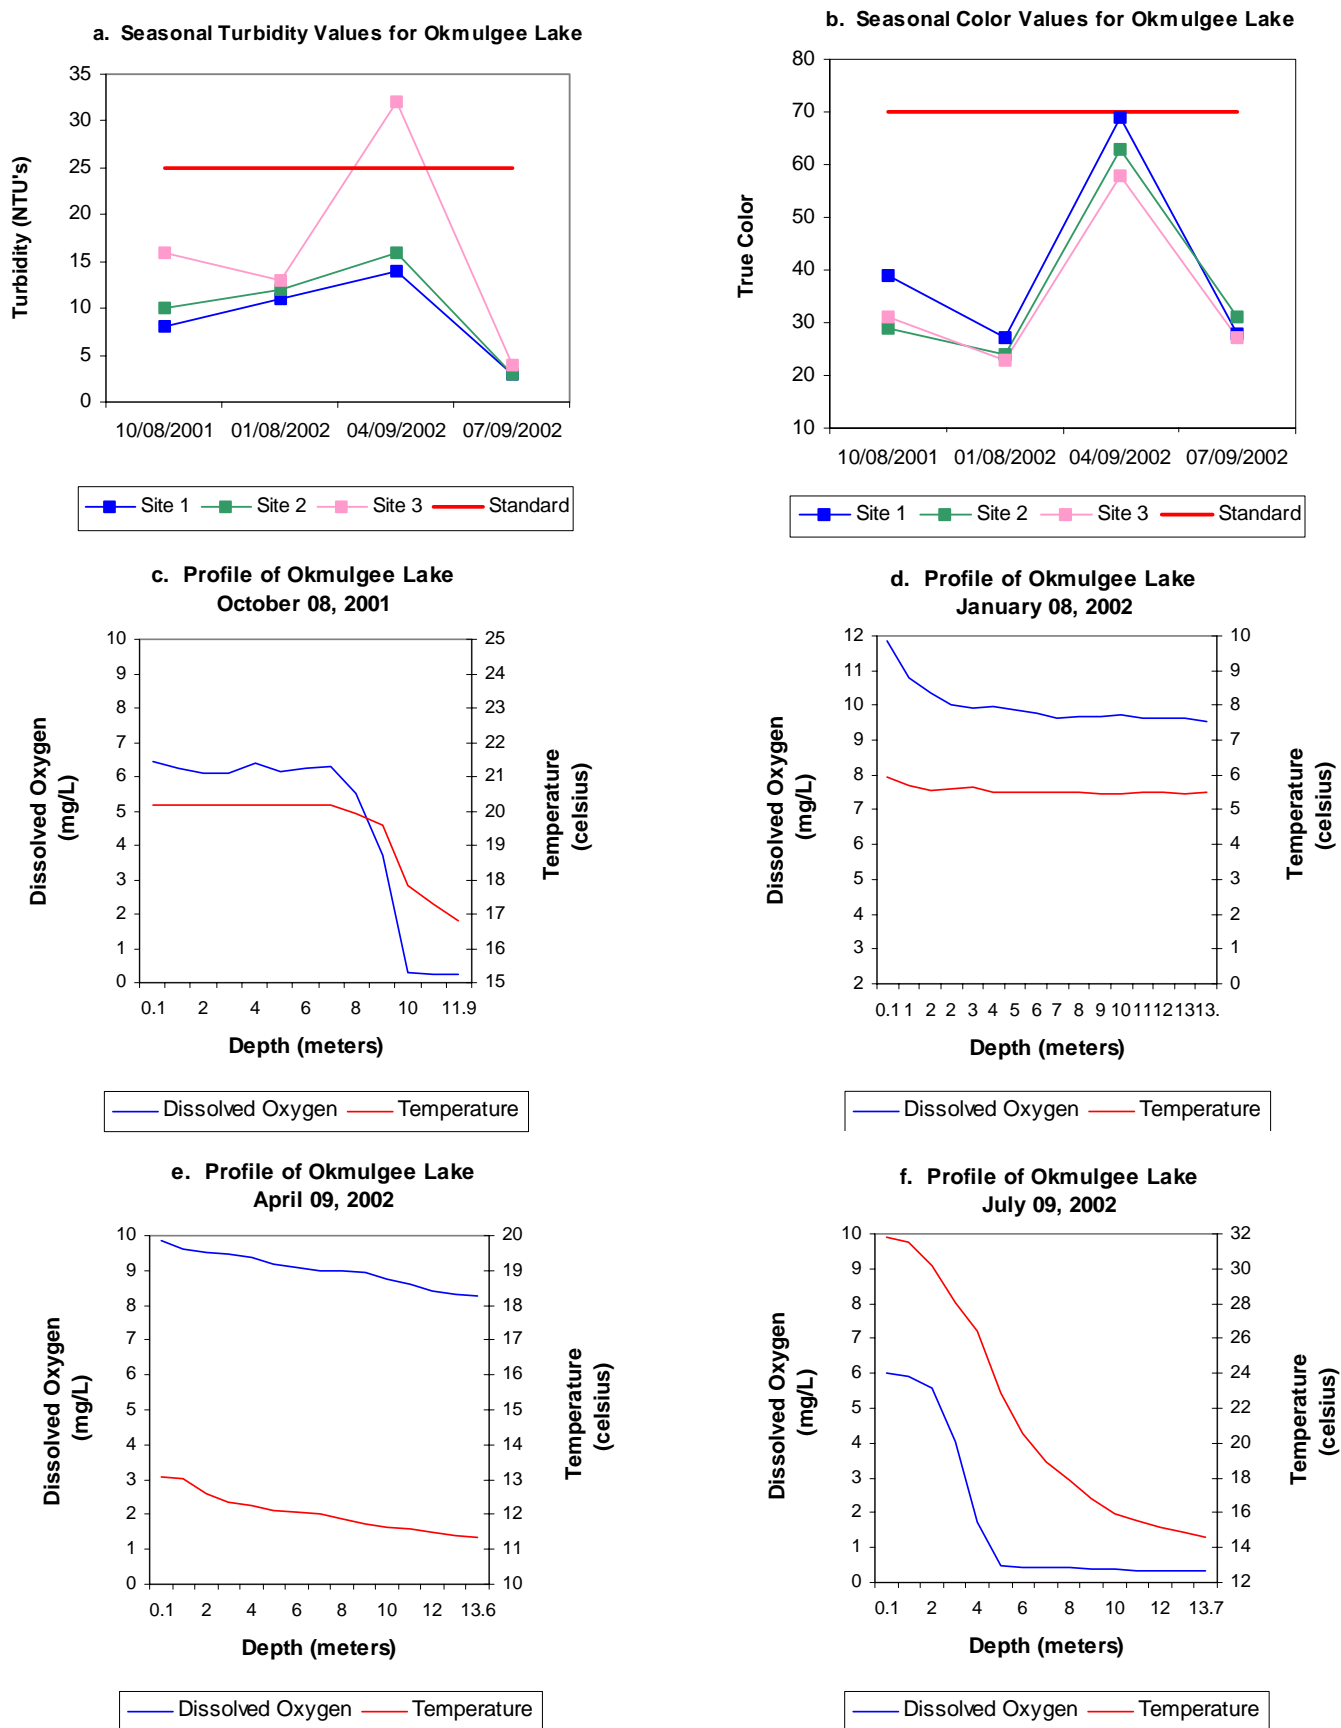 a. Seasonal Turbidity Values for Okmulgee Lake
35
30
25
20
15
10
5
0
Turbidity (NTU's)
10/08/2001 01/08/2002 04/09/2002 07/09/2002
Site 1 Site 2 Site 3 Standard
b. Seasonal Color Values for Okmulgee Lake
80
70
60
50
40
30
20
10
True Color
10/08/2001 01/08/2002 04/09/2002 07/09/2002
Site 1 Site 2 Site 3 Standard
c. Profile of Okmulgee Lake
October 08, 2001
10
9
8
7
6
5
4
3
2
1
0
Dissolved Oxygen
(mg/L)
25
24
23
22
21
20
19
18
17
16
15
Temperature
(celsius)
0.1 2 4 6 8 10 11.9
Depth (meters)
Dissolved Oxygen Temperature
d. Profile of Okmulgee Lake
January 08, 2002
12
11
10
9
8
7
6
5
4
3
2
Dissolved Oxygen
(mg/L)
10
9
8
7
6
5
4
3
2
1
0
Temperature
(celsius)
0.1 1 2 2 3 4 5 6 7 8 9 10 11 12 13 13.
Depth (meters)
Dissolved Oxygen Temperature
e. Profile of Okmulgee Lake
April 09, 2002
10
9
8
7
6
5
4
3
2
1
0
Dissolved Oxygen
(mg/L)
20
19
18
17
16
15
14
13
12
11
10
Temperature
(celsius)
0.1 2 4 6 8 10 12 13.6
Depth (meters)
Dissolved Oxygen Temperature
f. Profile of Okmulgee Lake
July 09, 2002
10
9
8
7
6
5
4
3
2
1
0
Dissolved Oxygen
(mg/L)
32
30
28
26
24
22
20
18
16
14
12
Temperature
(celsius)
0.1 2 4 6 8 10 12 13.7
Depth (meters)
Dissolved Oxygen Temperature